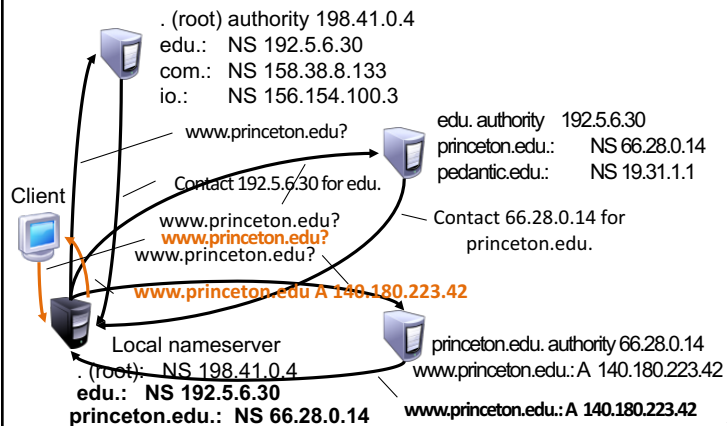 . (root) authority 198.41.0.4
edu.: NS 192.5.6.30
com.: NS 158.38.8.133
io.: NS 156.154.100.3
www.princeton.edu?
edu. authority 192.5.6.30
princeton.edu.: NS 66.28.0.14
pedantic.edu.: NS 19.31.1.1
Client
Contact 192.5.6.30 for edu.
www.princeton.edu?
www.princeton.edu?
www.princeton.edu?
Contact 66.28.0.14 for
princeton.edu.
www.princeton.edu A 140.180.223.42
Local nameserver
. (root): NS 198.41.0.4
edu.: NS 192.5.6.30
princeton.edu.: NS 66.28.0.14
princeton.edu. authority 66.28.0.14
www.princeton.edu.: A 140.180.223.42
www.princeton.edu.: A 140.180.223.42